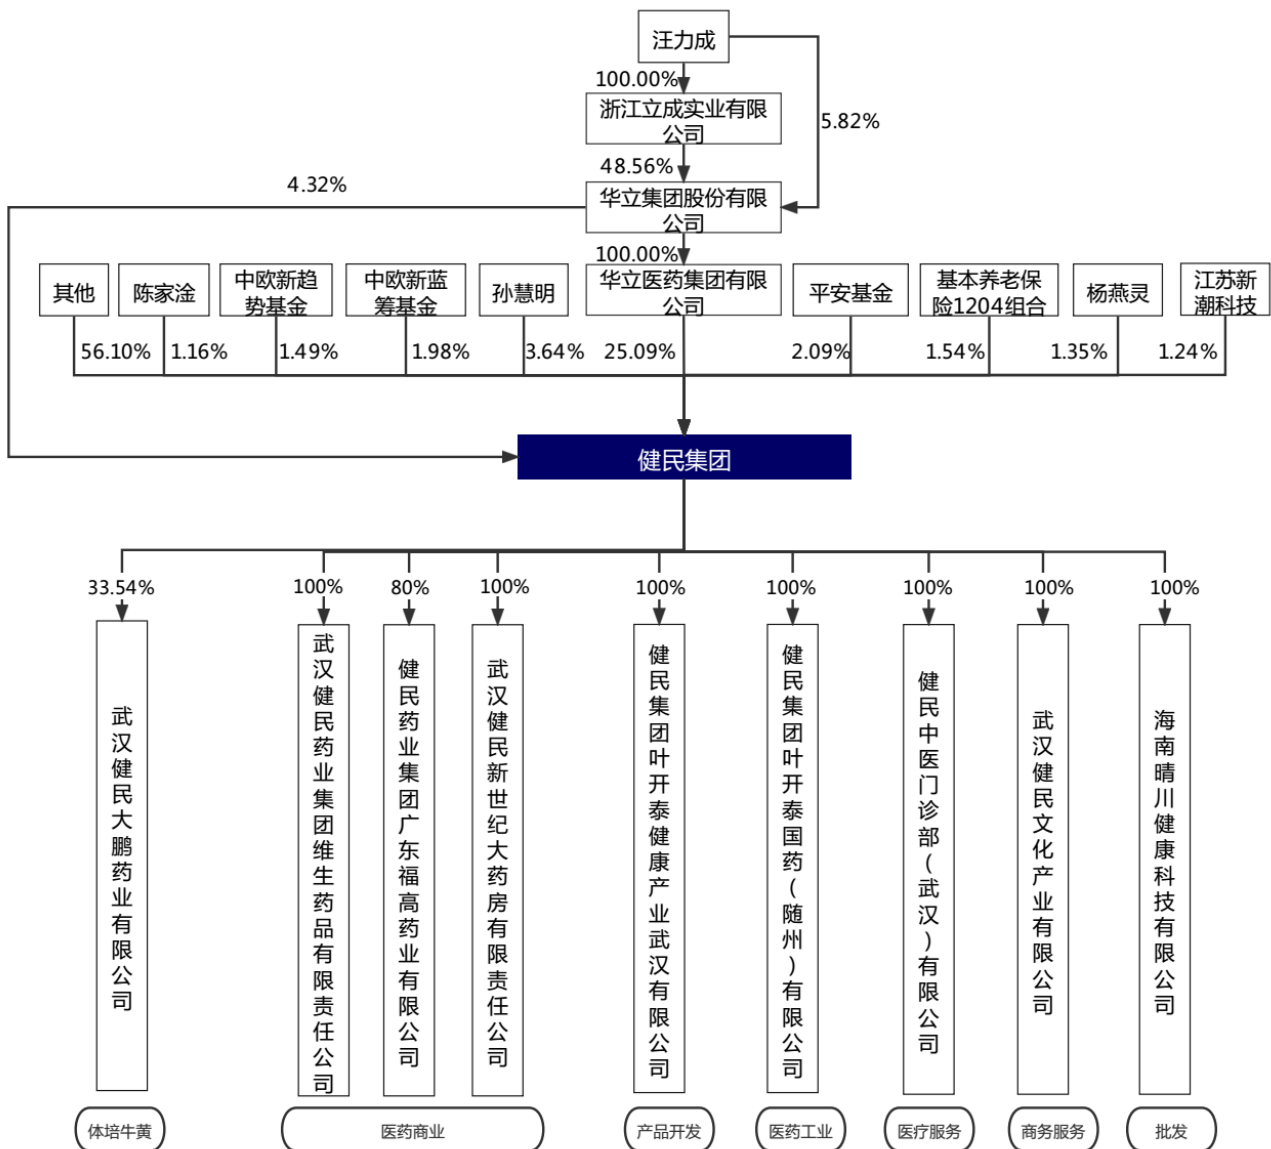 汪力成
100.00%
浙江立成实业有限
公司
5.82%
48.56%
4.32%
华立集团股份有限
公司
100.00%
其他
陈家淦
中欧新趋
势基金
中欧新蓝
筹基金
孙慧明
华立医药集团有限
公司
平安基金
基本养老保
险1204组合
杨燕灵
江苏新
潮科技
56.10%
1.16%
1.49%
1.98%
3.64%
25.09%
2.09%
1.54%
1.35%
1.24%
健民集团
33.54%
100%
80%
100%
100%
100%
100%
100%
100%
武汉健民大鹏药业有限公司
武汉健民药业集团维生药品有限责任公司
健民药业集团广东福高药业有限公司
武汉健民新世纪大药房有限责任公司
健民集团叶开泰健康产业武汉有限公司
健民集团叶开泰国药(随州)有限公司
健民中医门诊部(武汉)有限公司
武汉健民文化产业有限公司
海南晴川健康科技有限公司
体培牛黄
医药商业
产品开发
医药工业
医疗服务
商务服务
批发